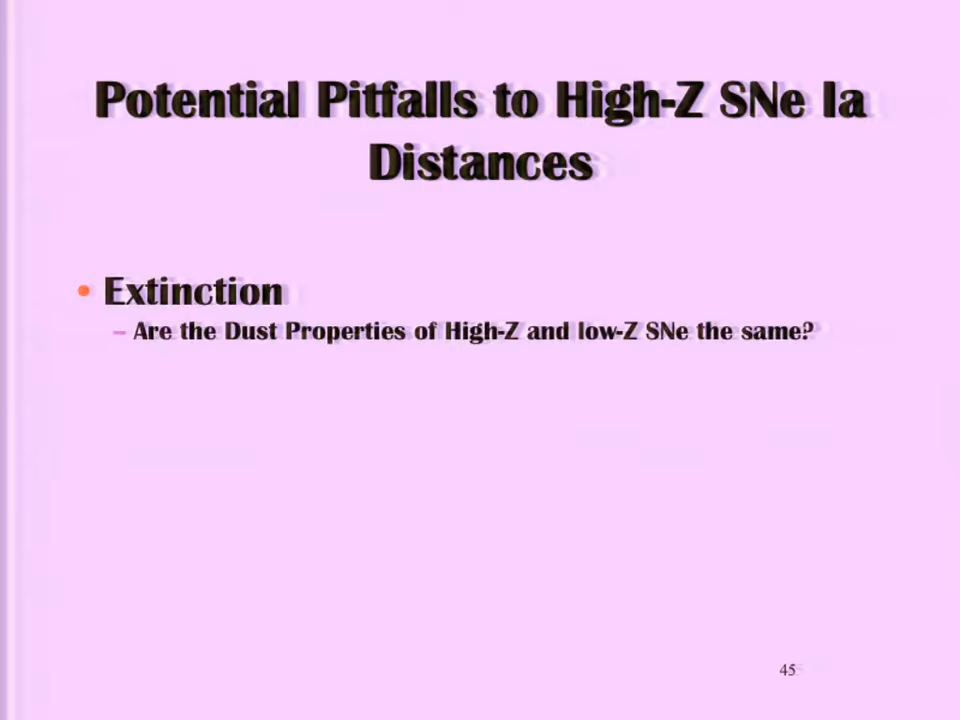 Potential Pitfalls to High-Z SNe Ia
Distances
• Extinction
– Are the Dust Properties of High-Z and low-Z SNe the same?
45